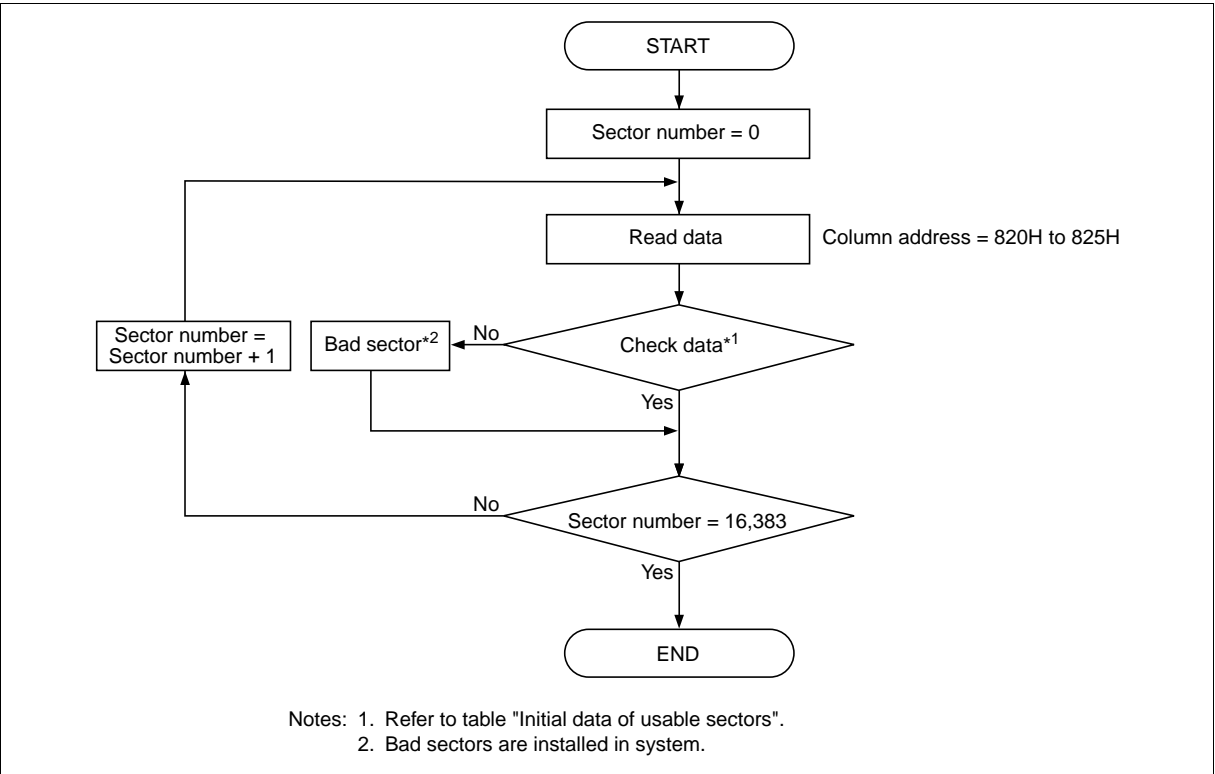 START
Sector number = 0
Read data
Column address = 820H to 825H
Sector number =
Sector number + 1
Bad sector*2
No
Check data*1
Yes
No
Sector number = 16,383
Yes
END
Notes: 1. Refer to table "Initial data of usable sectors".
2. Bad sectors are installed in system.